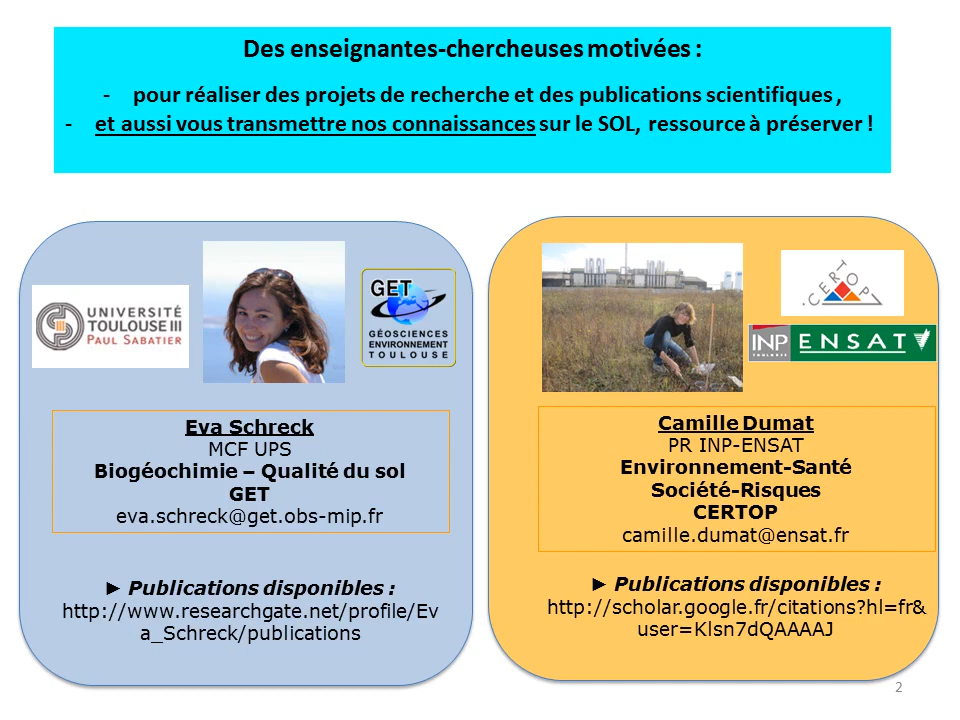 Des enseignantes-chercheuses motivées :
- pour réaliser des projets de recherche et des publications scientifiques ,
- et aussi vous transmettre nos connaissances sur le SOL, ressource à préserver !
UNIVERSITÉ
TOULOUSE III
PAUL SABATIER
GET
GÉOSCIENCES
ENVIRONNEMENT
TOULOUSE
Eva Schreck
MCF UPS
Biogéochimie – Qualité du sol
GET
eva.schreck@get.obs-mip.fr
► Publications disponibles :
http://www.researchgate.net/profile/Ev
a_Schreck/publications
CERTOP
INP ENSAT
TOULOUSE
Camille Dumat
PR INP-ENSAT
Environnement-Santé
Société-Risques
CERTOP
camille.dumat@ensat.fr
► Publications disponibles :
http://scholar.google.fr/citations?hl=fr&
user=Klsn7dQAAAAJ
2